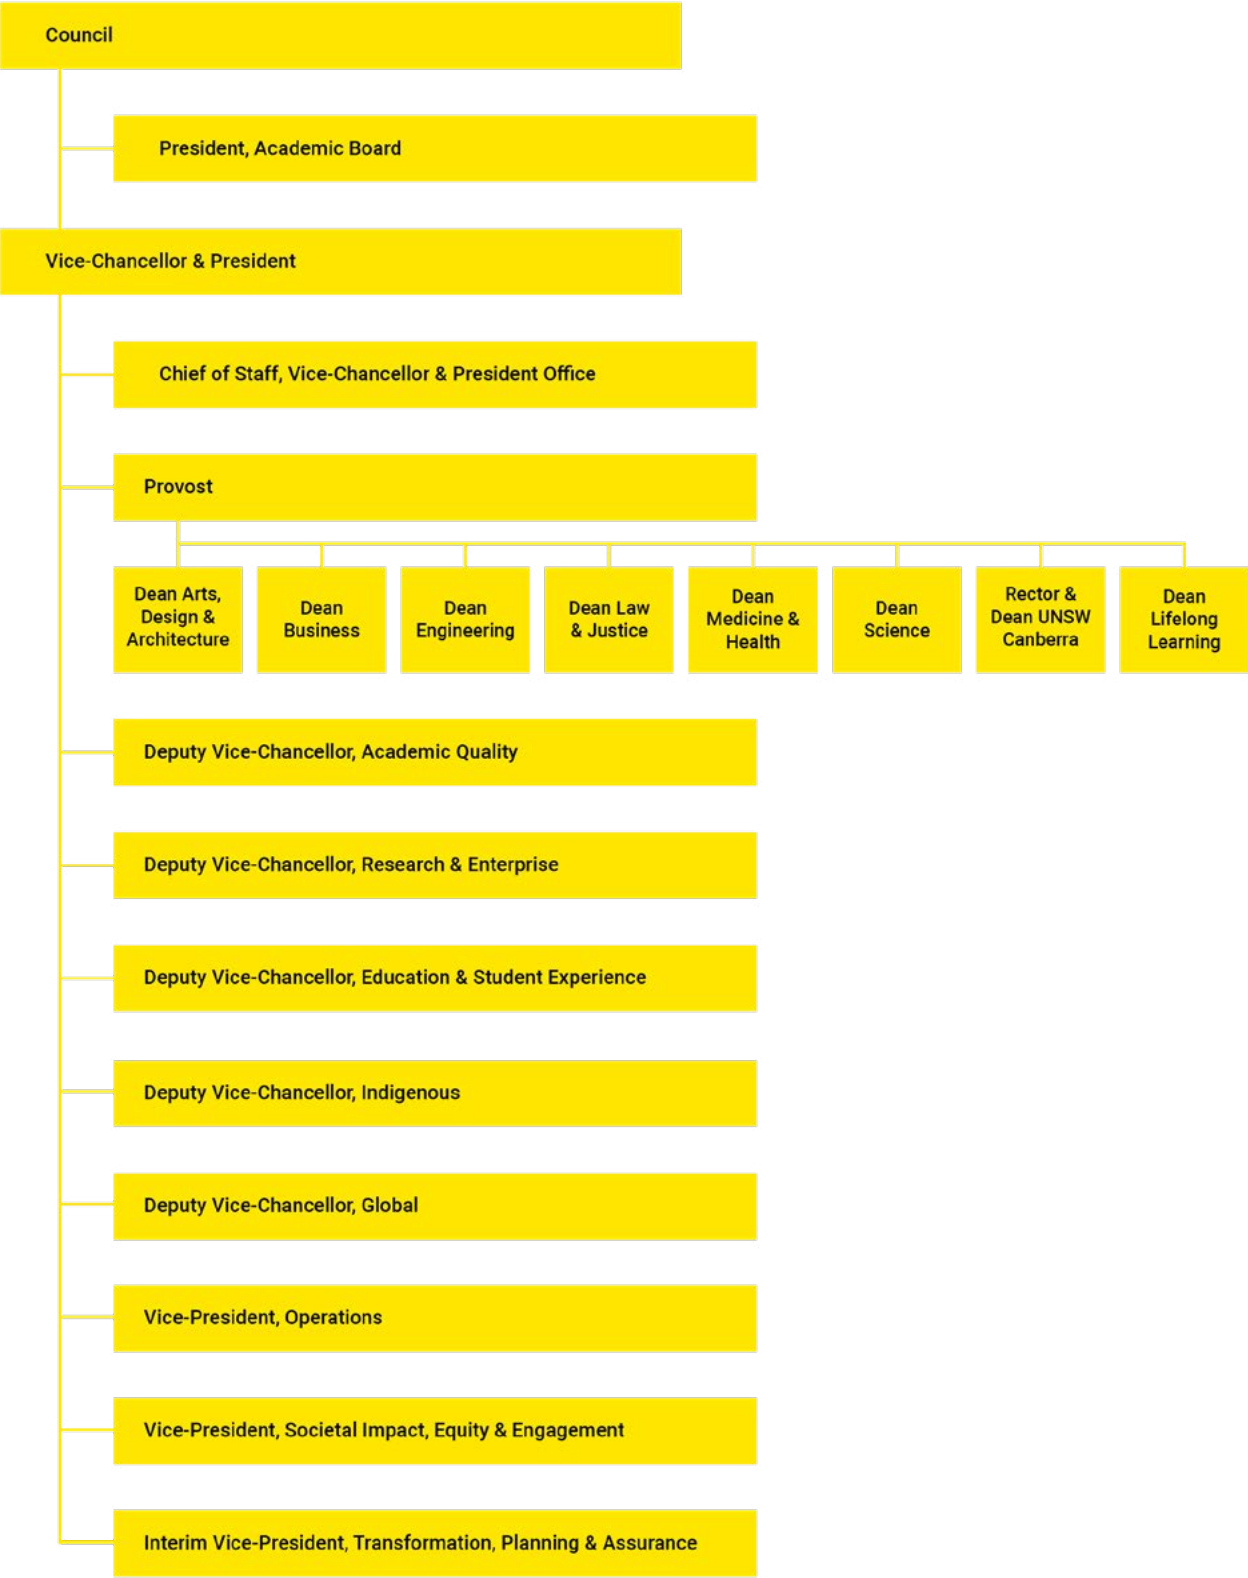 Council
President, Academic Board
Vice-Chancellor & President
Chief of Staff, Vice-Chancellor & President Office
Provost
Dean Arts,
Design &
Architecture
Dean
Business
Dean
Engineering
Dean Law
& Justice
Dean
Medicine &
Health
Dean
Science
Rector &
Dean UNSW
Canberra
Dean
Lifelong
Learning
Deputy Vice-Chancellor, Academic Quality
Deputy Vice-Chancellor, Research & Enterprise
Deputy Vice-Chancellor, Education & Student Experience
Deputy Vice-Chancellor, Indigenous
Deputy Vice-Chancellor, Global
Vice-President, Operations
Vice-President, Societal Impact, Equity & Engagement
Interim Vice-President, Transformation, Planning & Assurance